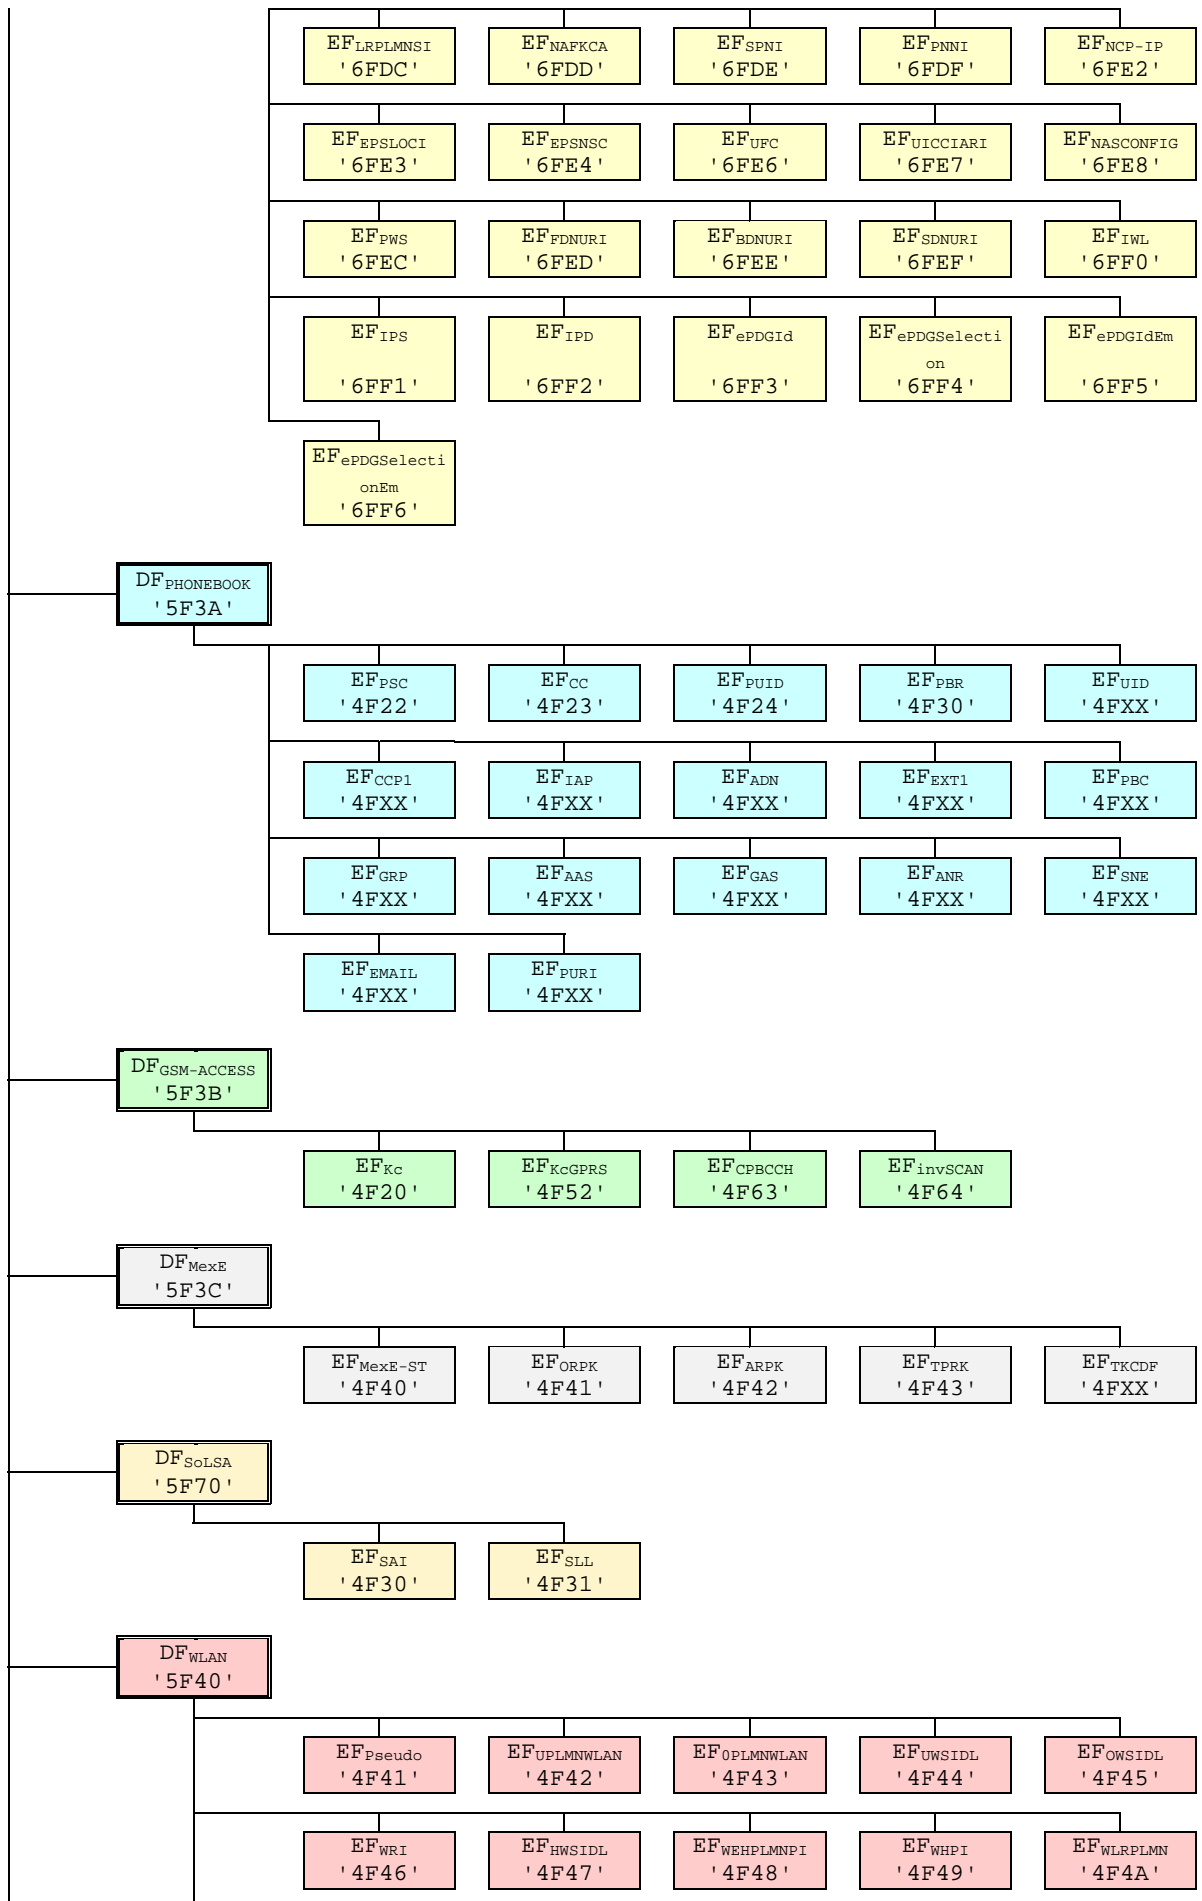 EFLRPLMNSI EFNAFKCA EFSPNI EFPNNI EFNCP-IP
'6FDC' '6FDD' '6FDE' '6FDF' '6FE2'
EFEPSLOCI EFEPSNSC EFUFC EFUICCIARI EFNASCONFIG
'6FE3' '6FE4' '6FE6' '6FE7' '6FE8'
EFPWS EFFDNURI EFBDNURI EFSDNURI EFIWL
'6FEC' '6FED' '6FEE' '6FEF' '6FF0'
EFIPS EFIPD EFePDGId EFePDGSelecti EFePDGIdEm
on
'6FF1' '6FF2' '6FF3' '6FF4' '6FF5'
EFePDGSelecti
onEm
'6FF6'
DFPHONEBOOK
'5F3A'
EFPSC EFCC EFPUID EFPBR EFUID
'4F22' '4F23' '4F24' '4F30' '4FXX'
EFCCP1 EFIAP EFADN EFEXT1 EFPBC
'4FXX' '4FXX' '4FXX' '4FXX' '4FXX'
EFGRP EFAAS EFGAS EFANR EFSNE
'4FXX' '4FXX' '4FXX' '4FXX' '4FXX'
EFEMAIL EFPURI
'4FXX' '4FXX'
DFGSM-ACCESS
'5F3B'
EFKc EFKcGPRS EFCPBCCH EFinvSCAN
'4F20' '4F52' '4F63' '4F64'
DFMexE
'5F3C'
EFMexE-ST EFORPK EFARPK EFTPRK EFTKCDF
'4F40' '4F41' '4F42' '4F43' '4FXX'
DFSoLSA
'5F70'
EFSAI EFSLL
'4F30' '4F31'
DFWLAN
'5F40'
EFPseudo EFUPLMNWLAN EF0PLMNWLAN EFUWSIDL EFOWSIDL
'4F41' '4F42' '4F43' '4F44' '4F45'
EFWRI EFHWSIDL EFWEHPLMNPI EFWHPI EFWLRPLMN
'4F46' '4F47' '4F48' '4F49' '4F4A'